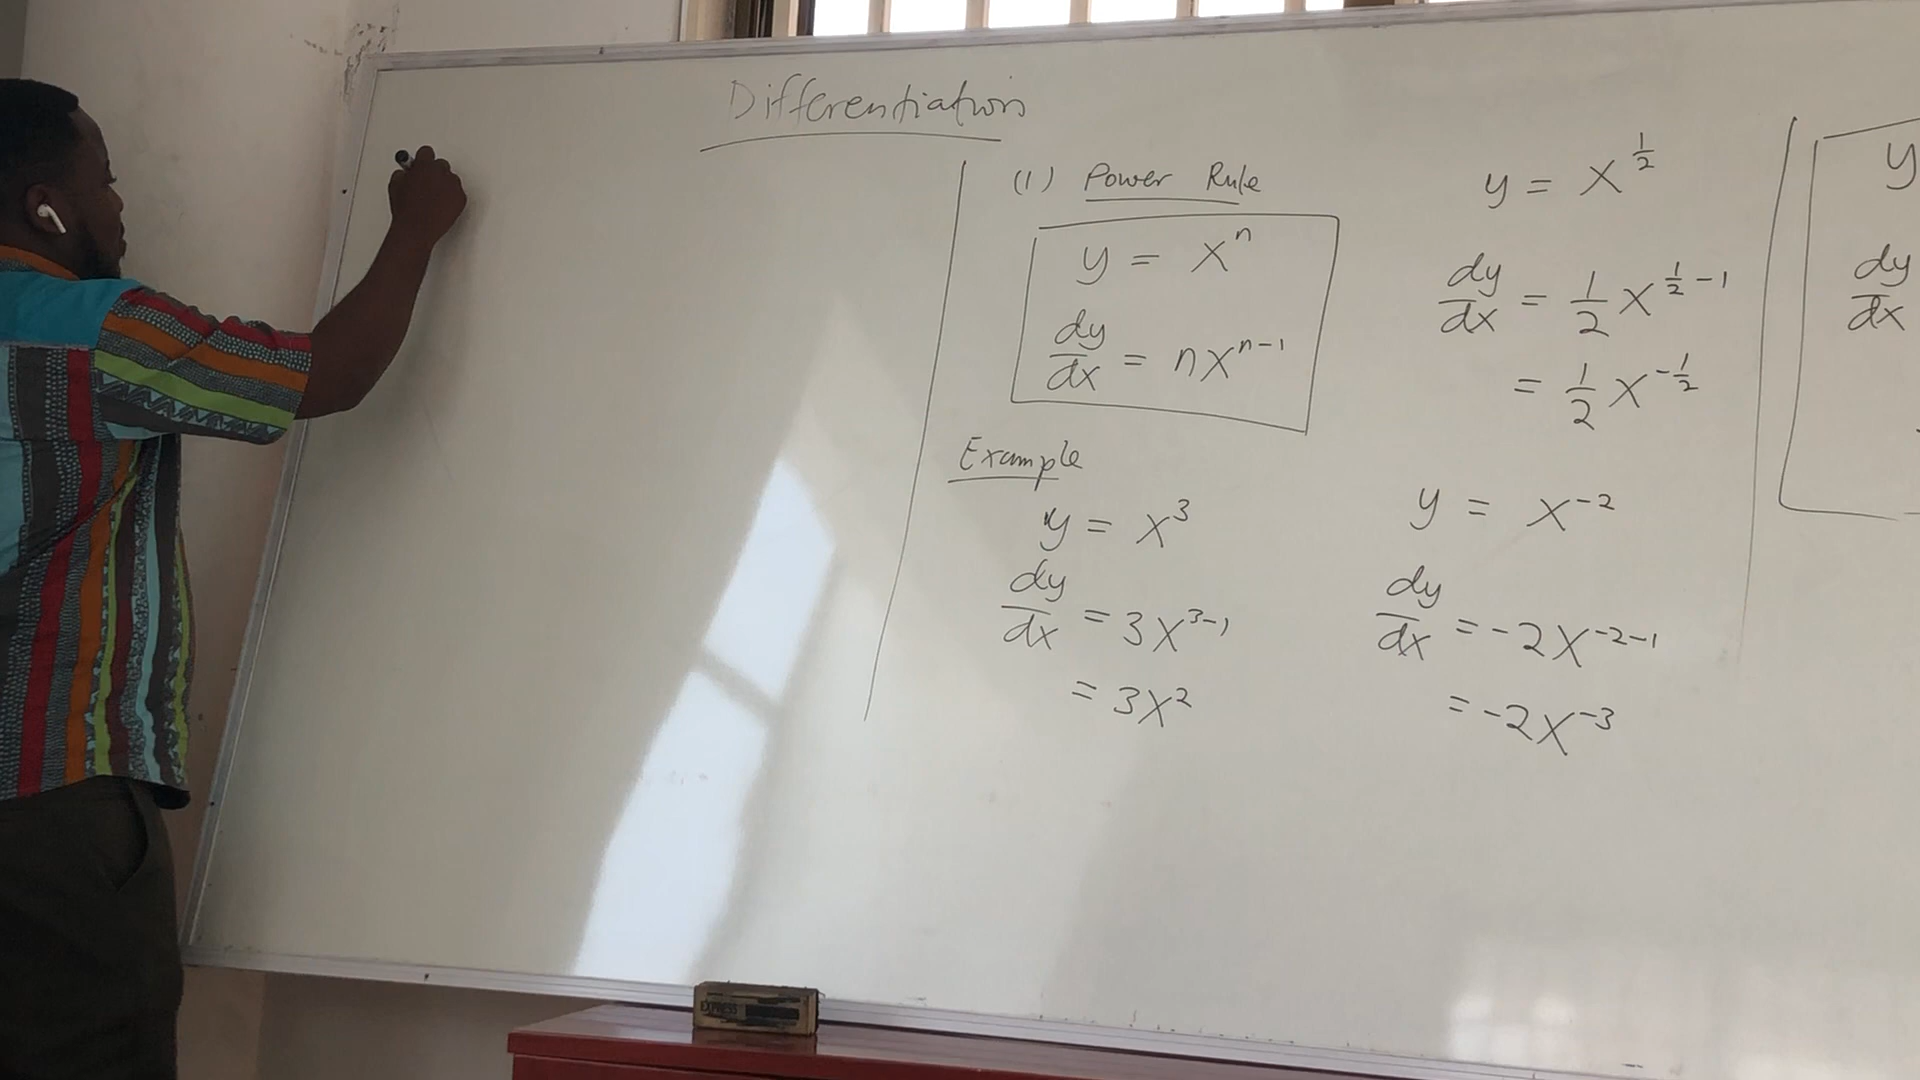 Differentiation
(1) Power Rule
y = x^n
dy/dx = nx^{n-1}
Example
y = x^3
dy/dx = 3x^{3-1}
= 3x^2
y = x^{1/2}
dy/dx = 1/2 x^{1/2 - 1}
= 1/2 x^{-1/2}
y = x^{-2}
dy/dx = -2x^{-2-1}
= -2x^{-3}
y
dy/dx
EXPRESS